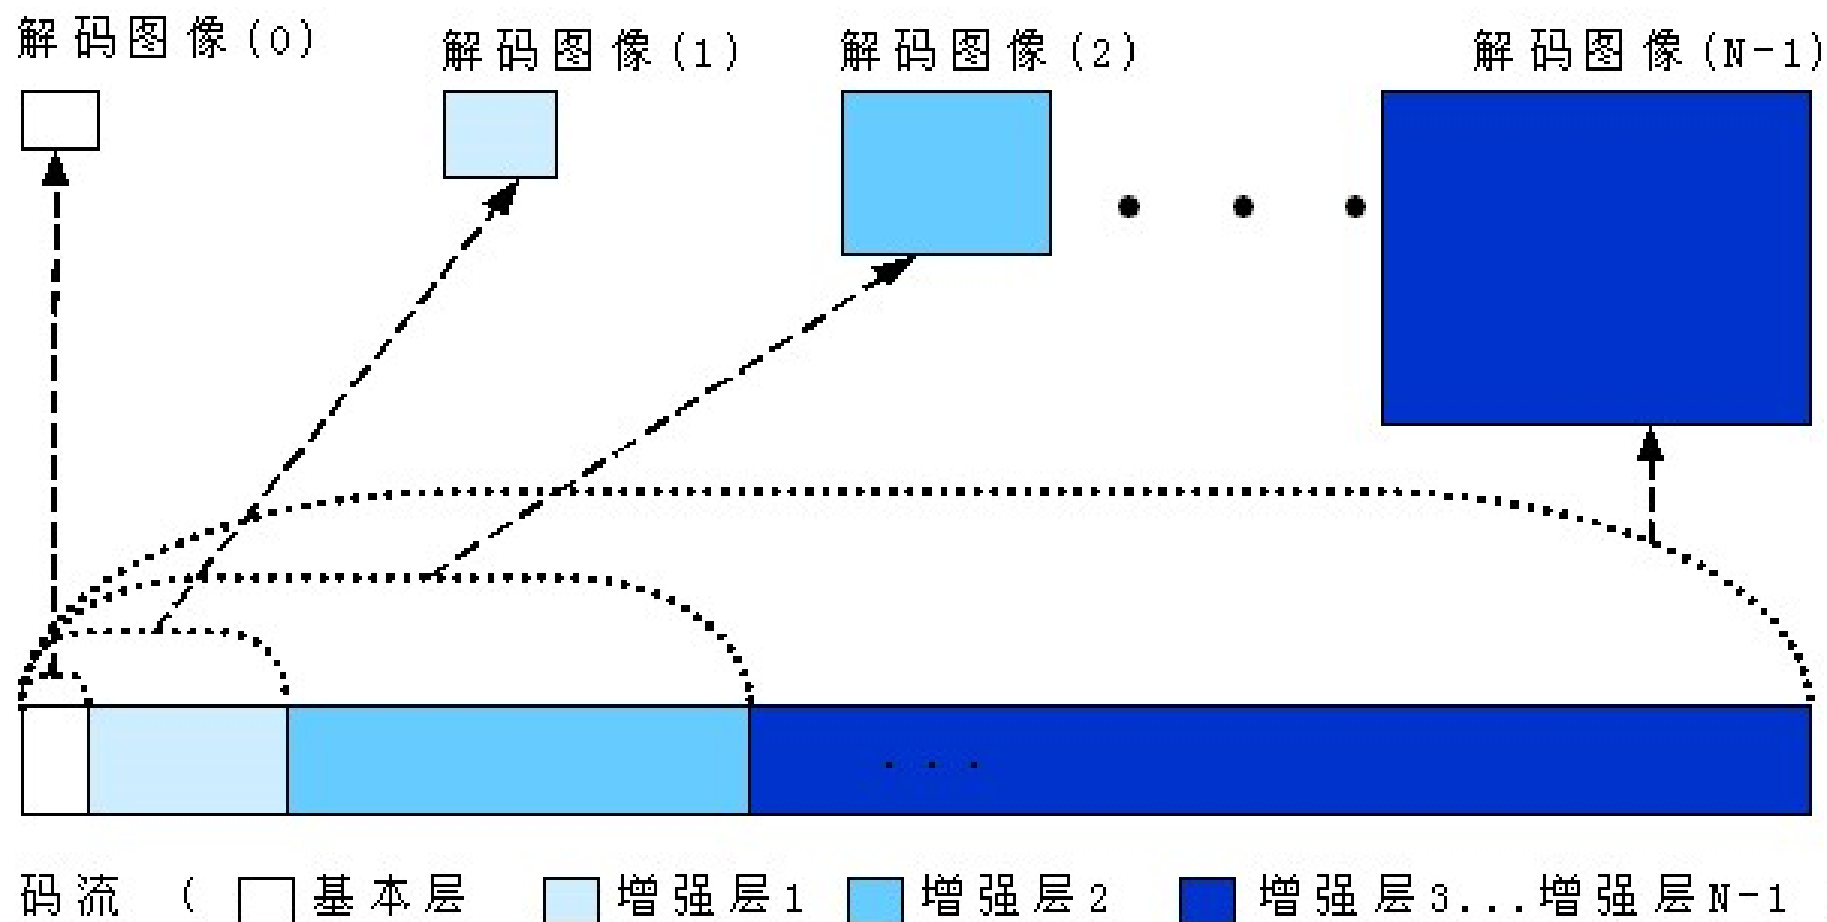 解码图像(0)
解码图像(1)
解码图像(2)
解码图像(N-1)
...
码流 ( 基本层 增强层1 增强层2 增强层3...增强层N-1